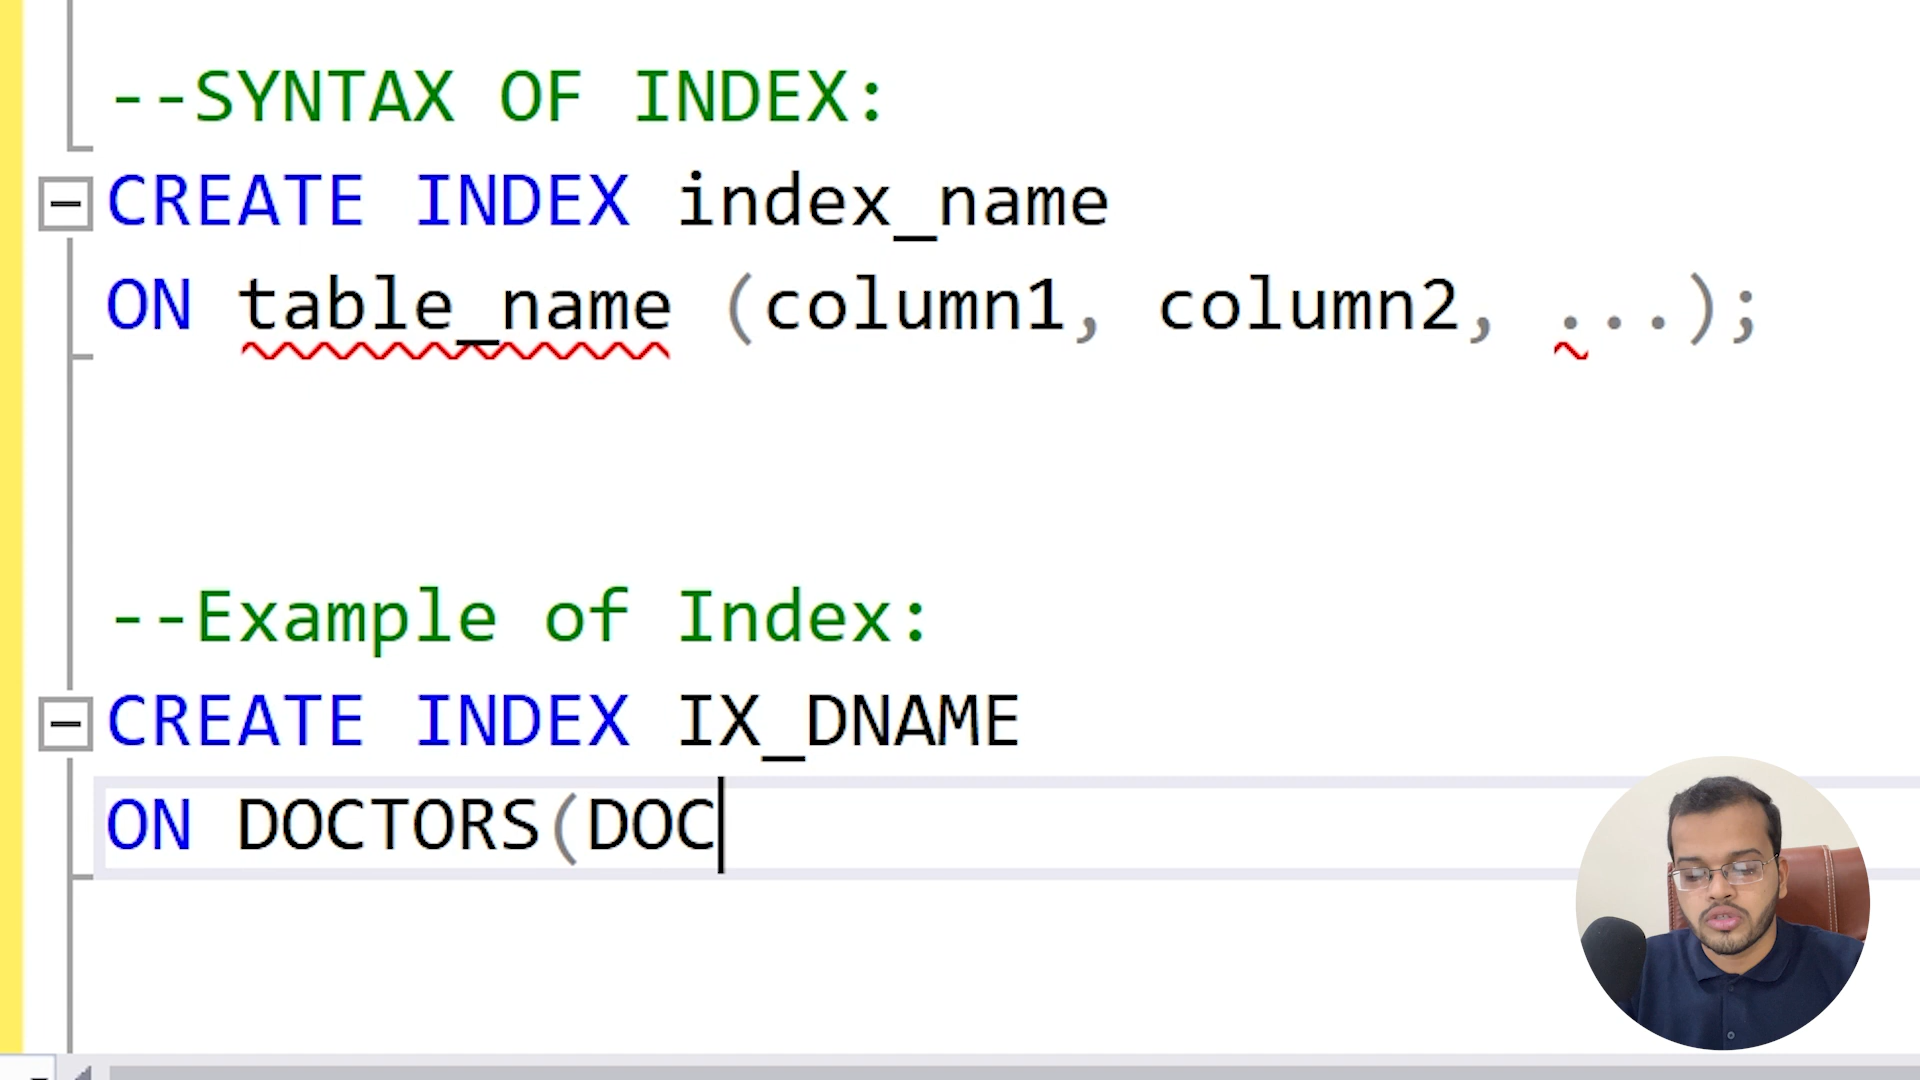 --SYNTAX OF INDEX:
CREATE INDEX index_name
ON table_name (column1, column2, ...);
--Example of Index:
CREATE INDEX IX_DNAME
ON DOCTORS(DOC